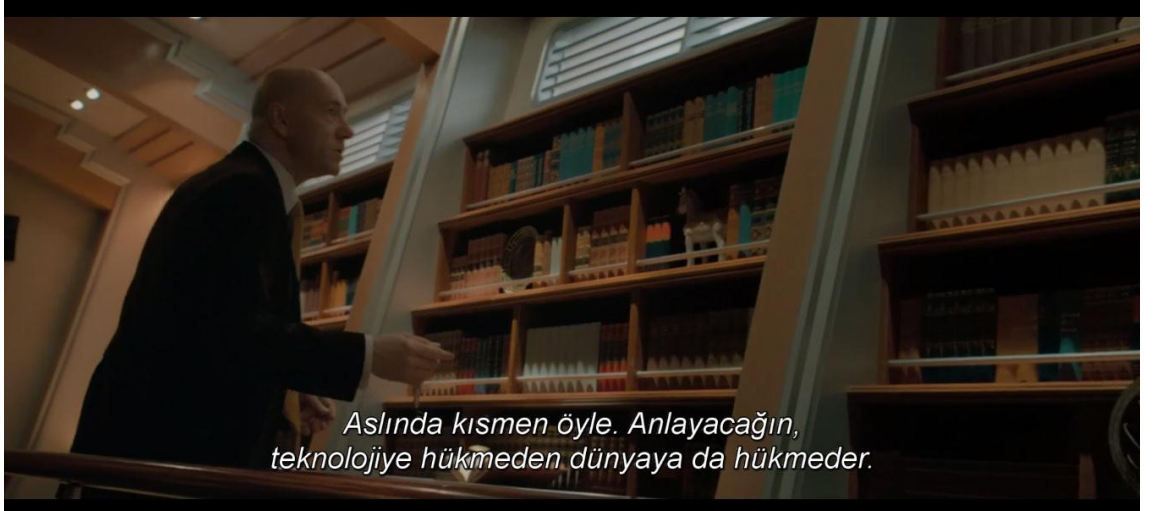 Aslında kısmen öyle. Anlayacağın,
teknolojiye hükmeden dünyaya da hükmeder.